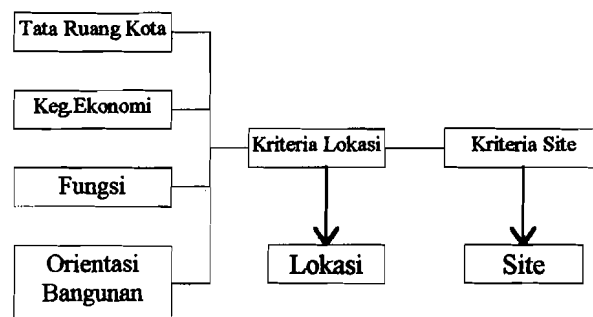 Tata Ruang Kota
Keg.Ekonomi
Fungsi
Orientasi
Bangunan
Kriteria Lokasi
Kriteria Site
Lokasi
Site